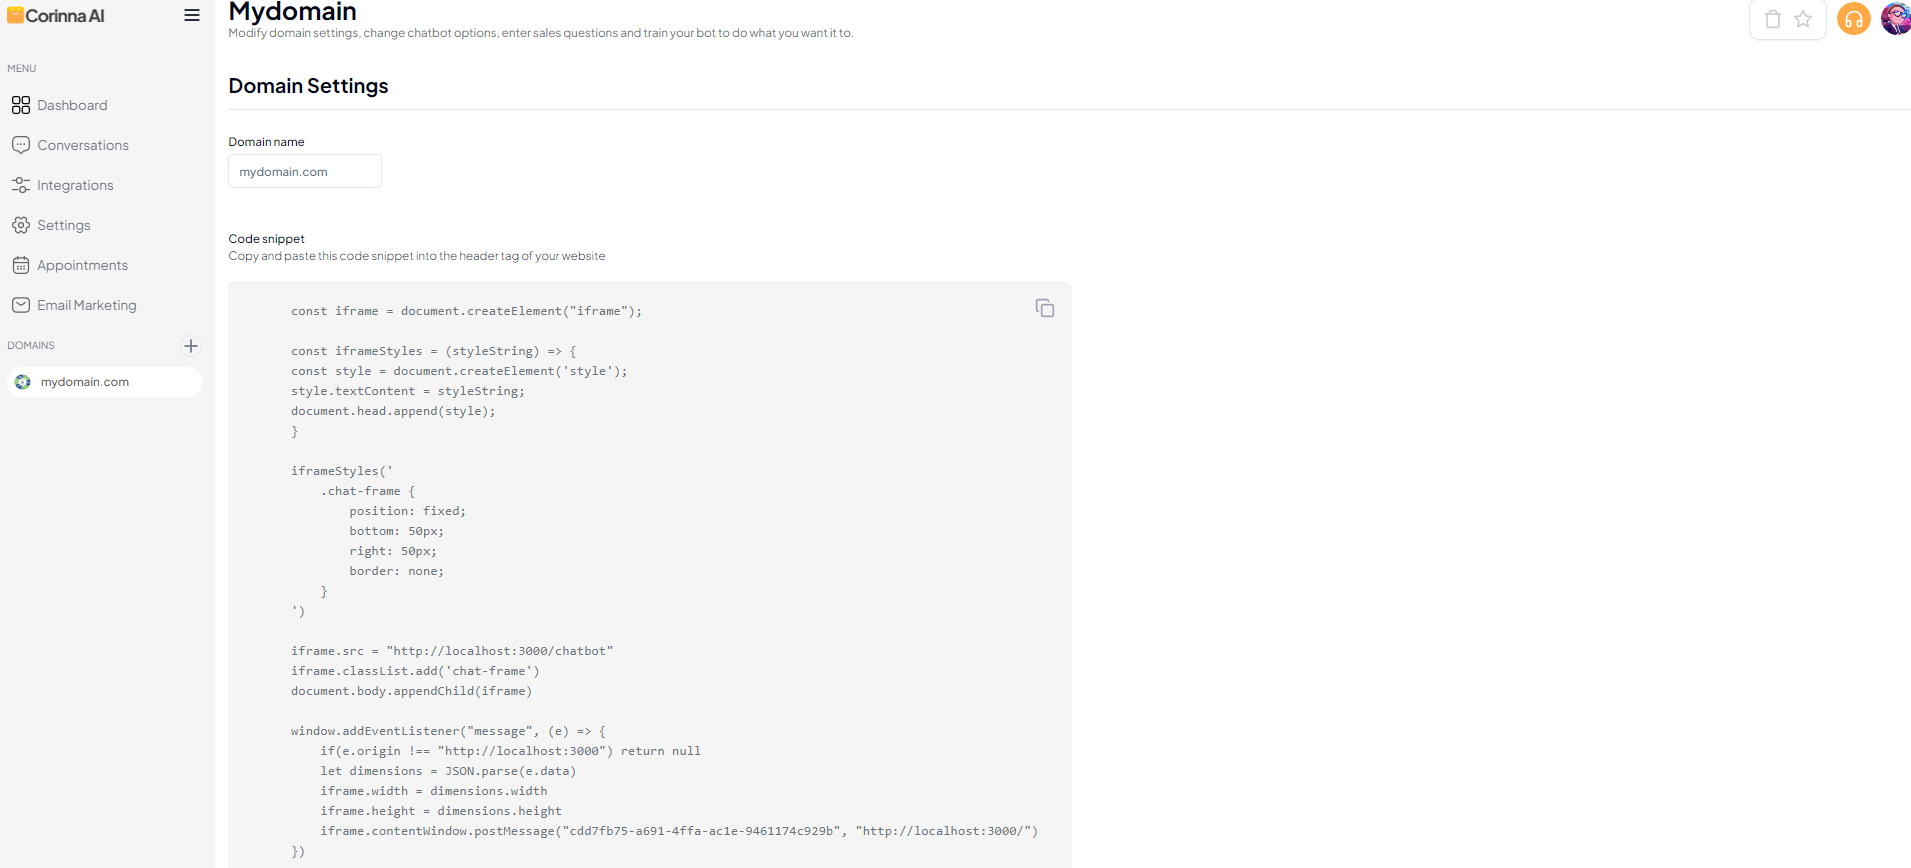 Corinna AI
MENU
Dashboard
Conversations
Integrations
Settings
Appointments
Email Marketing
DOMAINS
mydomain.com
Mydomain
Modify domain settings, change chatbot options, enter sales questions and train your bot to do what you want it to.
Domain Settings
Domain name
mydomain.com
Code snippet
Copy and paste this code snippet into the header tag of your website
const iframe = document.createElement("iframe");
const iframeStyles = (styleString) => {
const style = document.createElement('style');
style.textContent = styleString;
document.head.append(style);
}
iframeStyles('
.chat-frame {
position: fixed;
bottom: 50px;
right: 50px;
border: none;
}
')
iframe.src = "http://localhost:3000/chatbot"
iframe.classList.add('chat-frame')
document.body.appendChild(iframe)
window.addEventListener("message", (e) => {
if(e.origin !== "http://localhost:3000") return null
let dimensions = JSON.parse(e.data)
iframe.width = dimensions.width
iframe.height = dimensions.height
iframe.contentWindow.postMessage("cdd7fb75-a691-4ffa-ac1e-9461174c929b", "http://localhost:3000/")
})